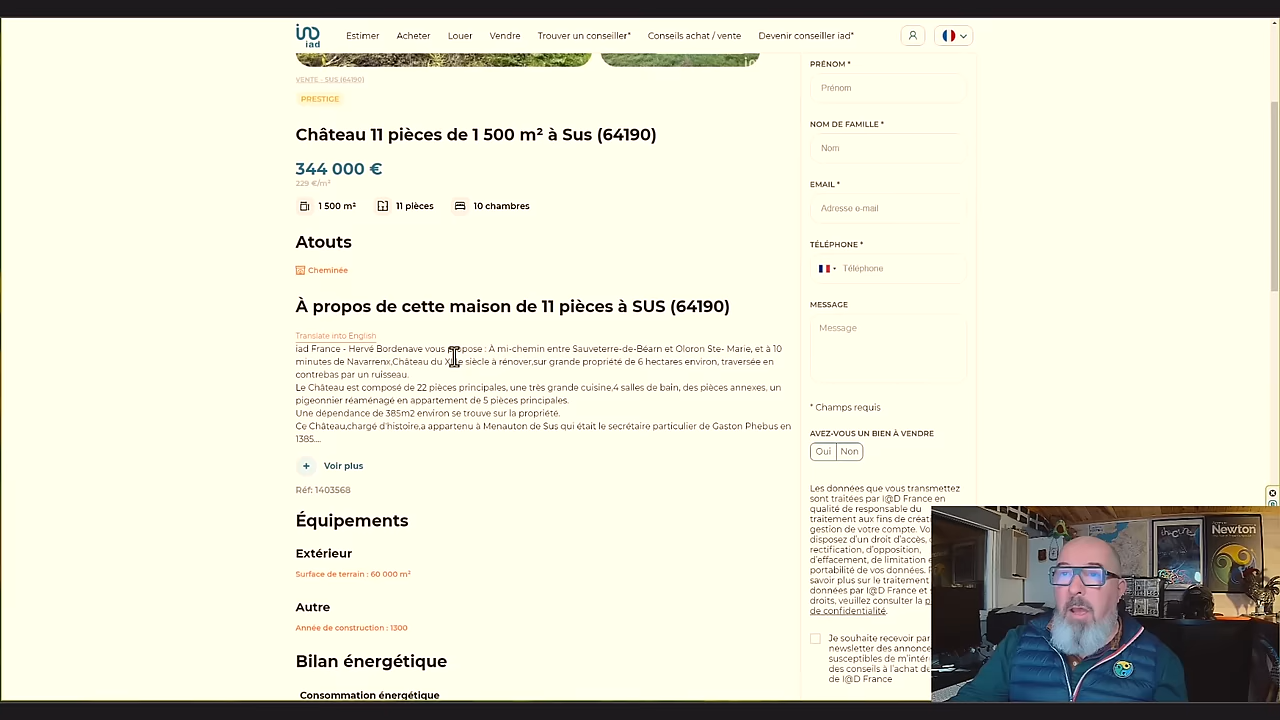 iad
Estimer Acheter Louer Vendre Trouver un conseiller* Conseils achat / vente Devenir conseiller iad*
VENTE - SUS (64190)
PRESTIGE
Château 11 pièces de 1 500 m² à Sus (64190)
344 000 €
229 €/m²
1 500 m² 11 pièces 10 chambres
Atouts
Cheminée
À propos de cette maison de 11 pièces à SUS (64190)
Translate into English
iad France - Hervé Bordenave vous : À mi-chemin entre Sauveterre-de-Béarn et Oloron Ste- Marie, et à 10
minutes de Navarrenx,Château du siècle à rénover,sur grande propriété de 6 hectares environ, traversée en
contrebas par un ruisseau.
Le Château est composé de 22 pièces principales, une très grande cuisine,4 salles de bain, des pièces annexes, un
pigeonnier réaménagé en appartement de 5 pièces principales.
Une dépendance de 385m2 environ se trouve sur la propriété.
Ce Château,chargé d'histoire,a appartenu à Menauton de Sus qui était le secrétaire particulier de Gaston Phebus en
1385....
+ Voir plus
Réf: 1403568
Équipements
Extérieur
Surface de terrain : 60 000 m²
Autre
Année de construction : 1300
Bilan énergétique
Consommation énergétique
PRÉNOM *
Prénom
NOM DE FAMILLE *
Nom
EMAIL *
Adresse e-mail
TÉLÉPHONE *
Téléphone
MESSAGE
Message
* Champs requis
AVEZ-VOUS UN BIEN À VENDRE
Oui Non
Les données que vous transmettez
sont traitées par I@D France en
qualité de responsable du
traitement aux fins de créati
gestion de votre compte. Vo
disposez d'un droit d'accès,
rectification, d'opposition,
d'effacement, de limitation e
portabilité de vos données.
savoir plus sur le traitement
données par I@D France et
droits, veuillez consulter la p
de confidentialité.
Je souhaite recevoir par
newsletter des annonce
susceptibles de m'intér
des conseils à l'achat de
de I@D France
Newton